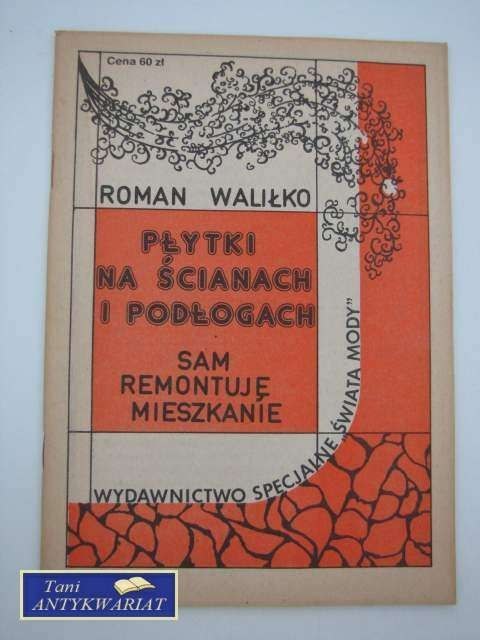 Cena 60 zł
ROMAN WALIŁKO
PŁYTKI
NA ŚCIANACH
I PODŁOGACH
SAM
REMONTUJĘ
MIESZKANIE
WYDAWNICTWO SPECJALNE „ŚWIATA MODY”
Tani
ANTYKWARIAT